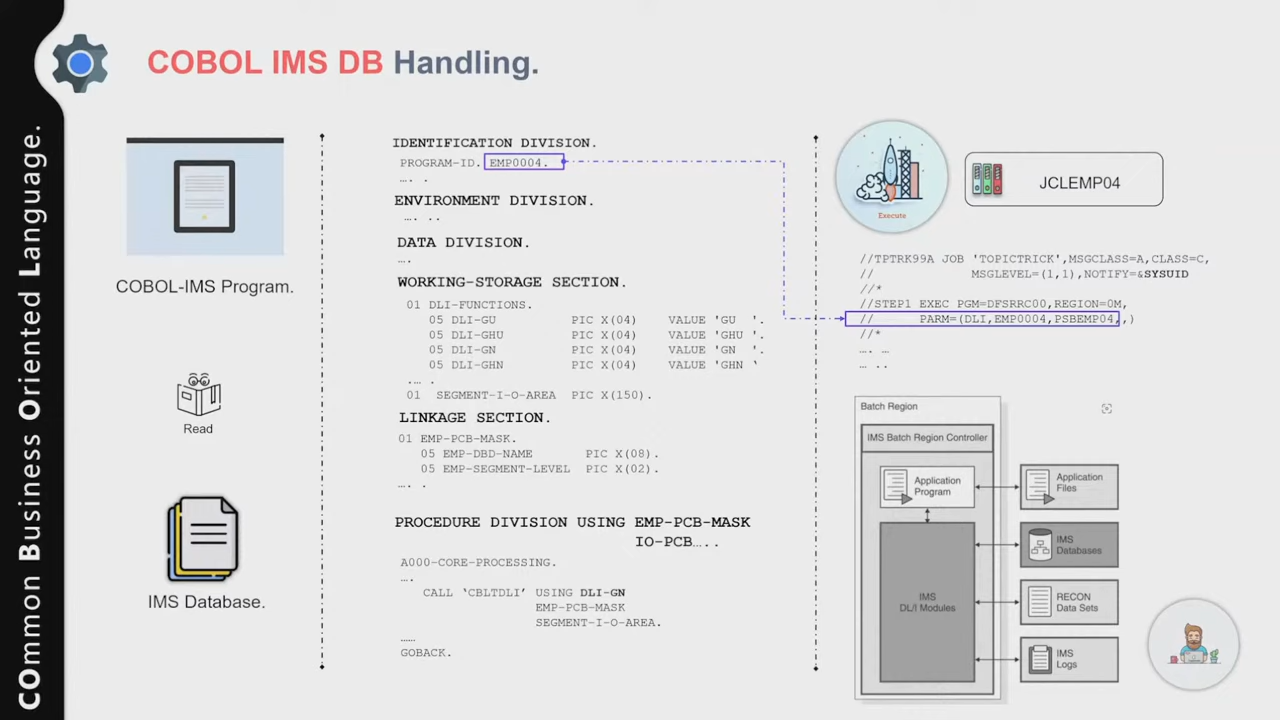 COmmon Business Oriented Language.
COBOL IMS DB Handling.
COBOL-IMS Program.
Read
IMS Database.
IDENTIFICATION DIVISION.
PROGRAM-ID. EMP0004.
…. .
ENVIRONMENT DIVISION.
…. ..
DATA DIVISION.
….
WORKING-STORAGE SECTION.
01 DLI-FUNCTIONS.
05 DLI-GU PIC X(04) VALUE 'GU '.
05 DLI-GHU PIC X(04) VALUE 'GHU '.
05 DLI-GN PIC X(04) VALUE 'GN '.
05 DLI-GHN PIC X(04) VALUE 'GHN ‘
.… .
01 SEGMENT-I-O-AREA PIC X(150).
LINKAGE SECTION.
01 EMP-PCB-MASK.
05 EMP-DBD-NAME PIC X(08).
05 EMP-SEGMENT-LEVEL PIC X(02).
…. .
PROCEDURE DIVISION USING EMP-PCB-MASK
IO-PCB…..
A000-CORE-PROCESSING.
….
CALL ‘CBLTDLI’ USING DLI-GN
EMP-PCB-MASK
SEGMENT-I-O-AREA.
……
GOBACK.
Execute
JCLEMP04
//TPTRK99A JOB 'TOPICTRICK',MSGCLASS=A,CLASS=C,
// MSGLEVEL=(1,1),NOTIFY=&SYSUID
//*
//STEP1 EXEC PGM=DFSRRC00,REGION=0M,
// PARM=(DLI,EMP0004,PSBEMP04,,)
//*
…. …
… ..
Batch Region
IMS Batch Region Controller
Application
Program
IMS
DL/I Modules
Application
Files
IMS
Databases
RECON
Data Sets
IMS
Logs